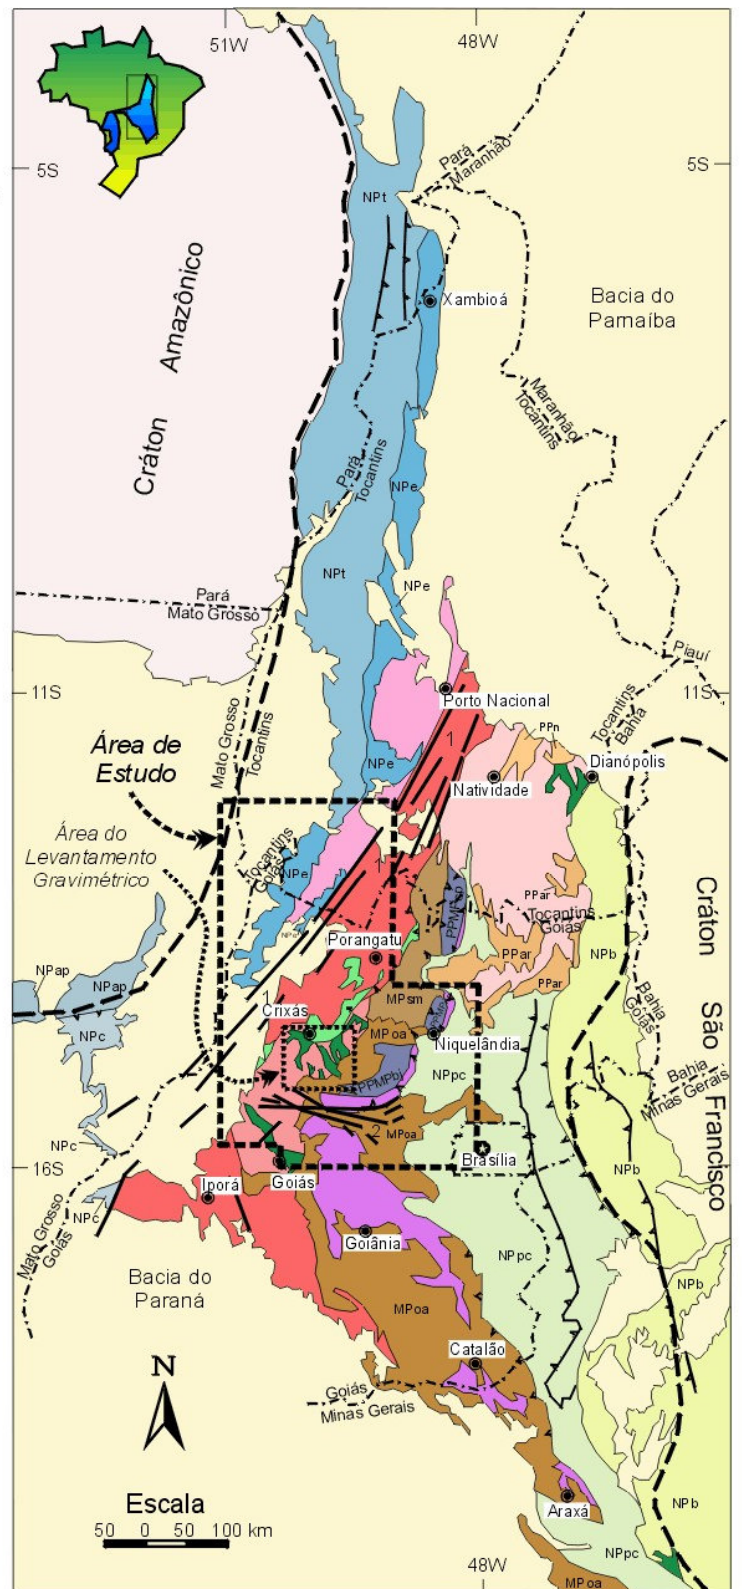 51W
48W
5S
5S
Pará
Maranhão
NPt
Cráton Amazônico
Xambioá
Bacia do
Parnaíba
Maranhão
Tocantins
Pará
Tocantins
NPe
NPt
NPe
Pará
Mato Grosso
Piauí
11S
11S
Porto Nacional
Mato Grosso
Tocantins
Tocantins
Bahia
1
PPn
Área de
Estudo
NPe
Dianópolis
Natividade
Área do
Levantamento
Gravimétrico
Tocantins
Goiás
NPe
1
PPar
Cráton São Francisco
Tocantins
Goiás
Porangatu
PPar
NPb
NPap
NPap
PPar
Bahia
Goiás
1
MPsm
Crixás
NPc
MPoa
Niquelândia
NPpc
Bahia
Minas Gerais
PPMPbj
2
MPoa
NPc
Brasília
16S
NPb
Goiás
Iporá
NPc
Mato Grosso
Goiás
Goiânia
NPpc
Bacia do
Paraná
NPb
MPoa
N
Catalão
Goiás
Minas Gerais
Escala
50 0 50 100 km
Araxá
NPb
NPpc
48W
MPoa